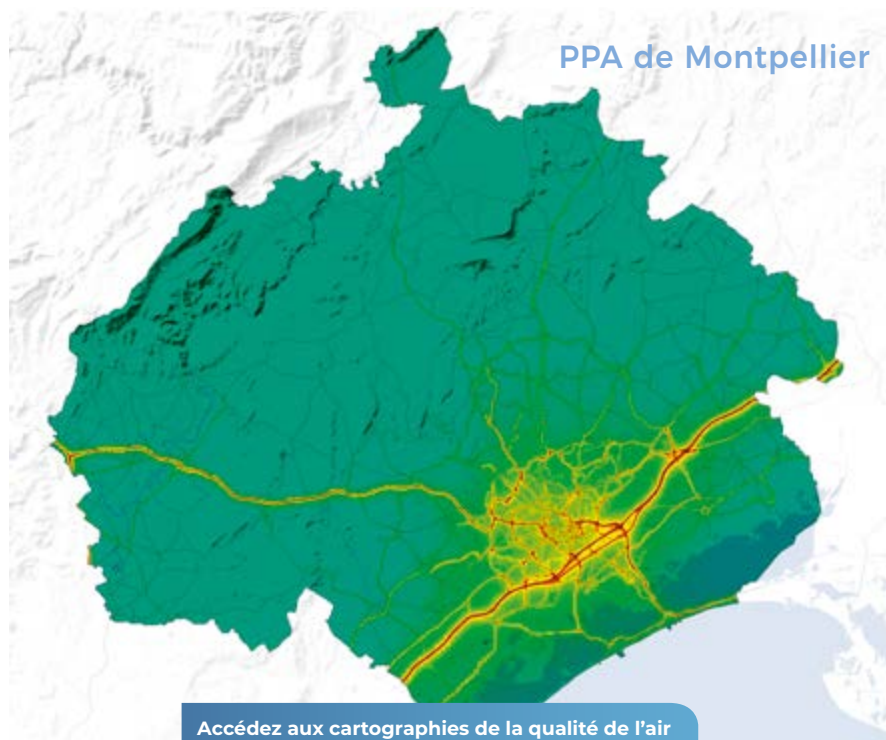 PPA de Montpellier
Accédez aux cartographies de la qualité de l'air